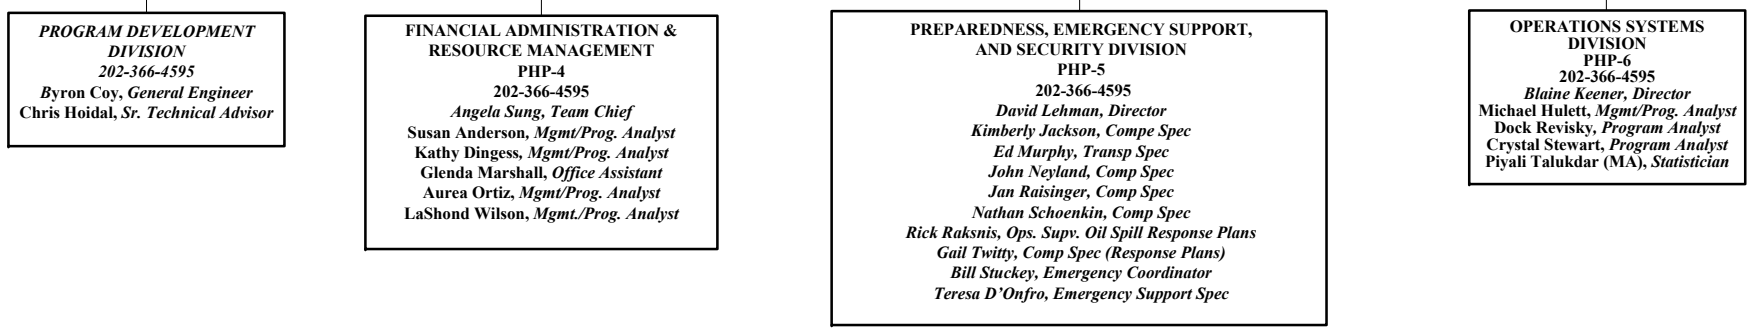 PROGRAM DEVELOPMENT
DIVISION
202-366-4595
Byron Coy, General Engineer
Chris Hoidal, Sr. Technical Advisor
FINANCIAL ADMINISTRATION &
RESOURCE MANAGEMENT
PHP-4
202-366-4595
Angela Sung, Team Chief
Susan Anderson, Mgmt/Prog. Analyst
Kathy Dingess, Mgmt/Prog. Analyst
Glenda Marshall, Office Assistant
Aurea Ortiz, Mgmt/Prog. Analyst
LaShond Wilson, Mgmt./Prog. Analyst
PREPAREDNESS, EMERGENCY SUPPORT,
AND SECURITY DIVISION
PHP-5
202-366-4595
David Lehman, Director
Kimberly Jackson, Compe Spec
Ed Murphy, Transp Spec
John Neyland, Comp Spec
Jan Raisinger, Comp Spec
Nathan Schoenkin, Comp Spec
Rick Raksnis, Ops. Supv. Oil Spill Response Plans
Gail Twitty, Comp Spec (Response Plans)
Bill Stuckey, Emergency Coordinator
Teresa D’Onfro, Emergency Support Spec
OPERATIONS SYSTEMS
DIVISION
PHP-6
202-366-4595
Blaine Keener, Director
Michael Hulett, Mgmt/Prog. Analyst
Dock Revisky, Program Analyst
Crystal Stewart, Program Analyst
Piyali Talukdar (MA), Statistician